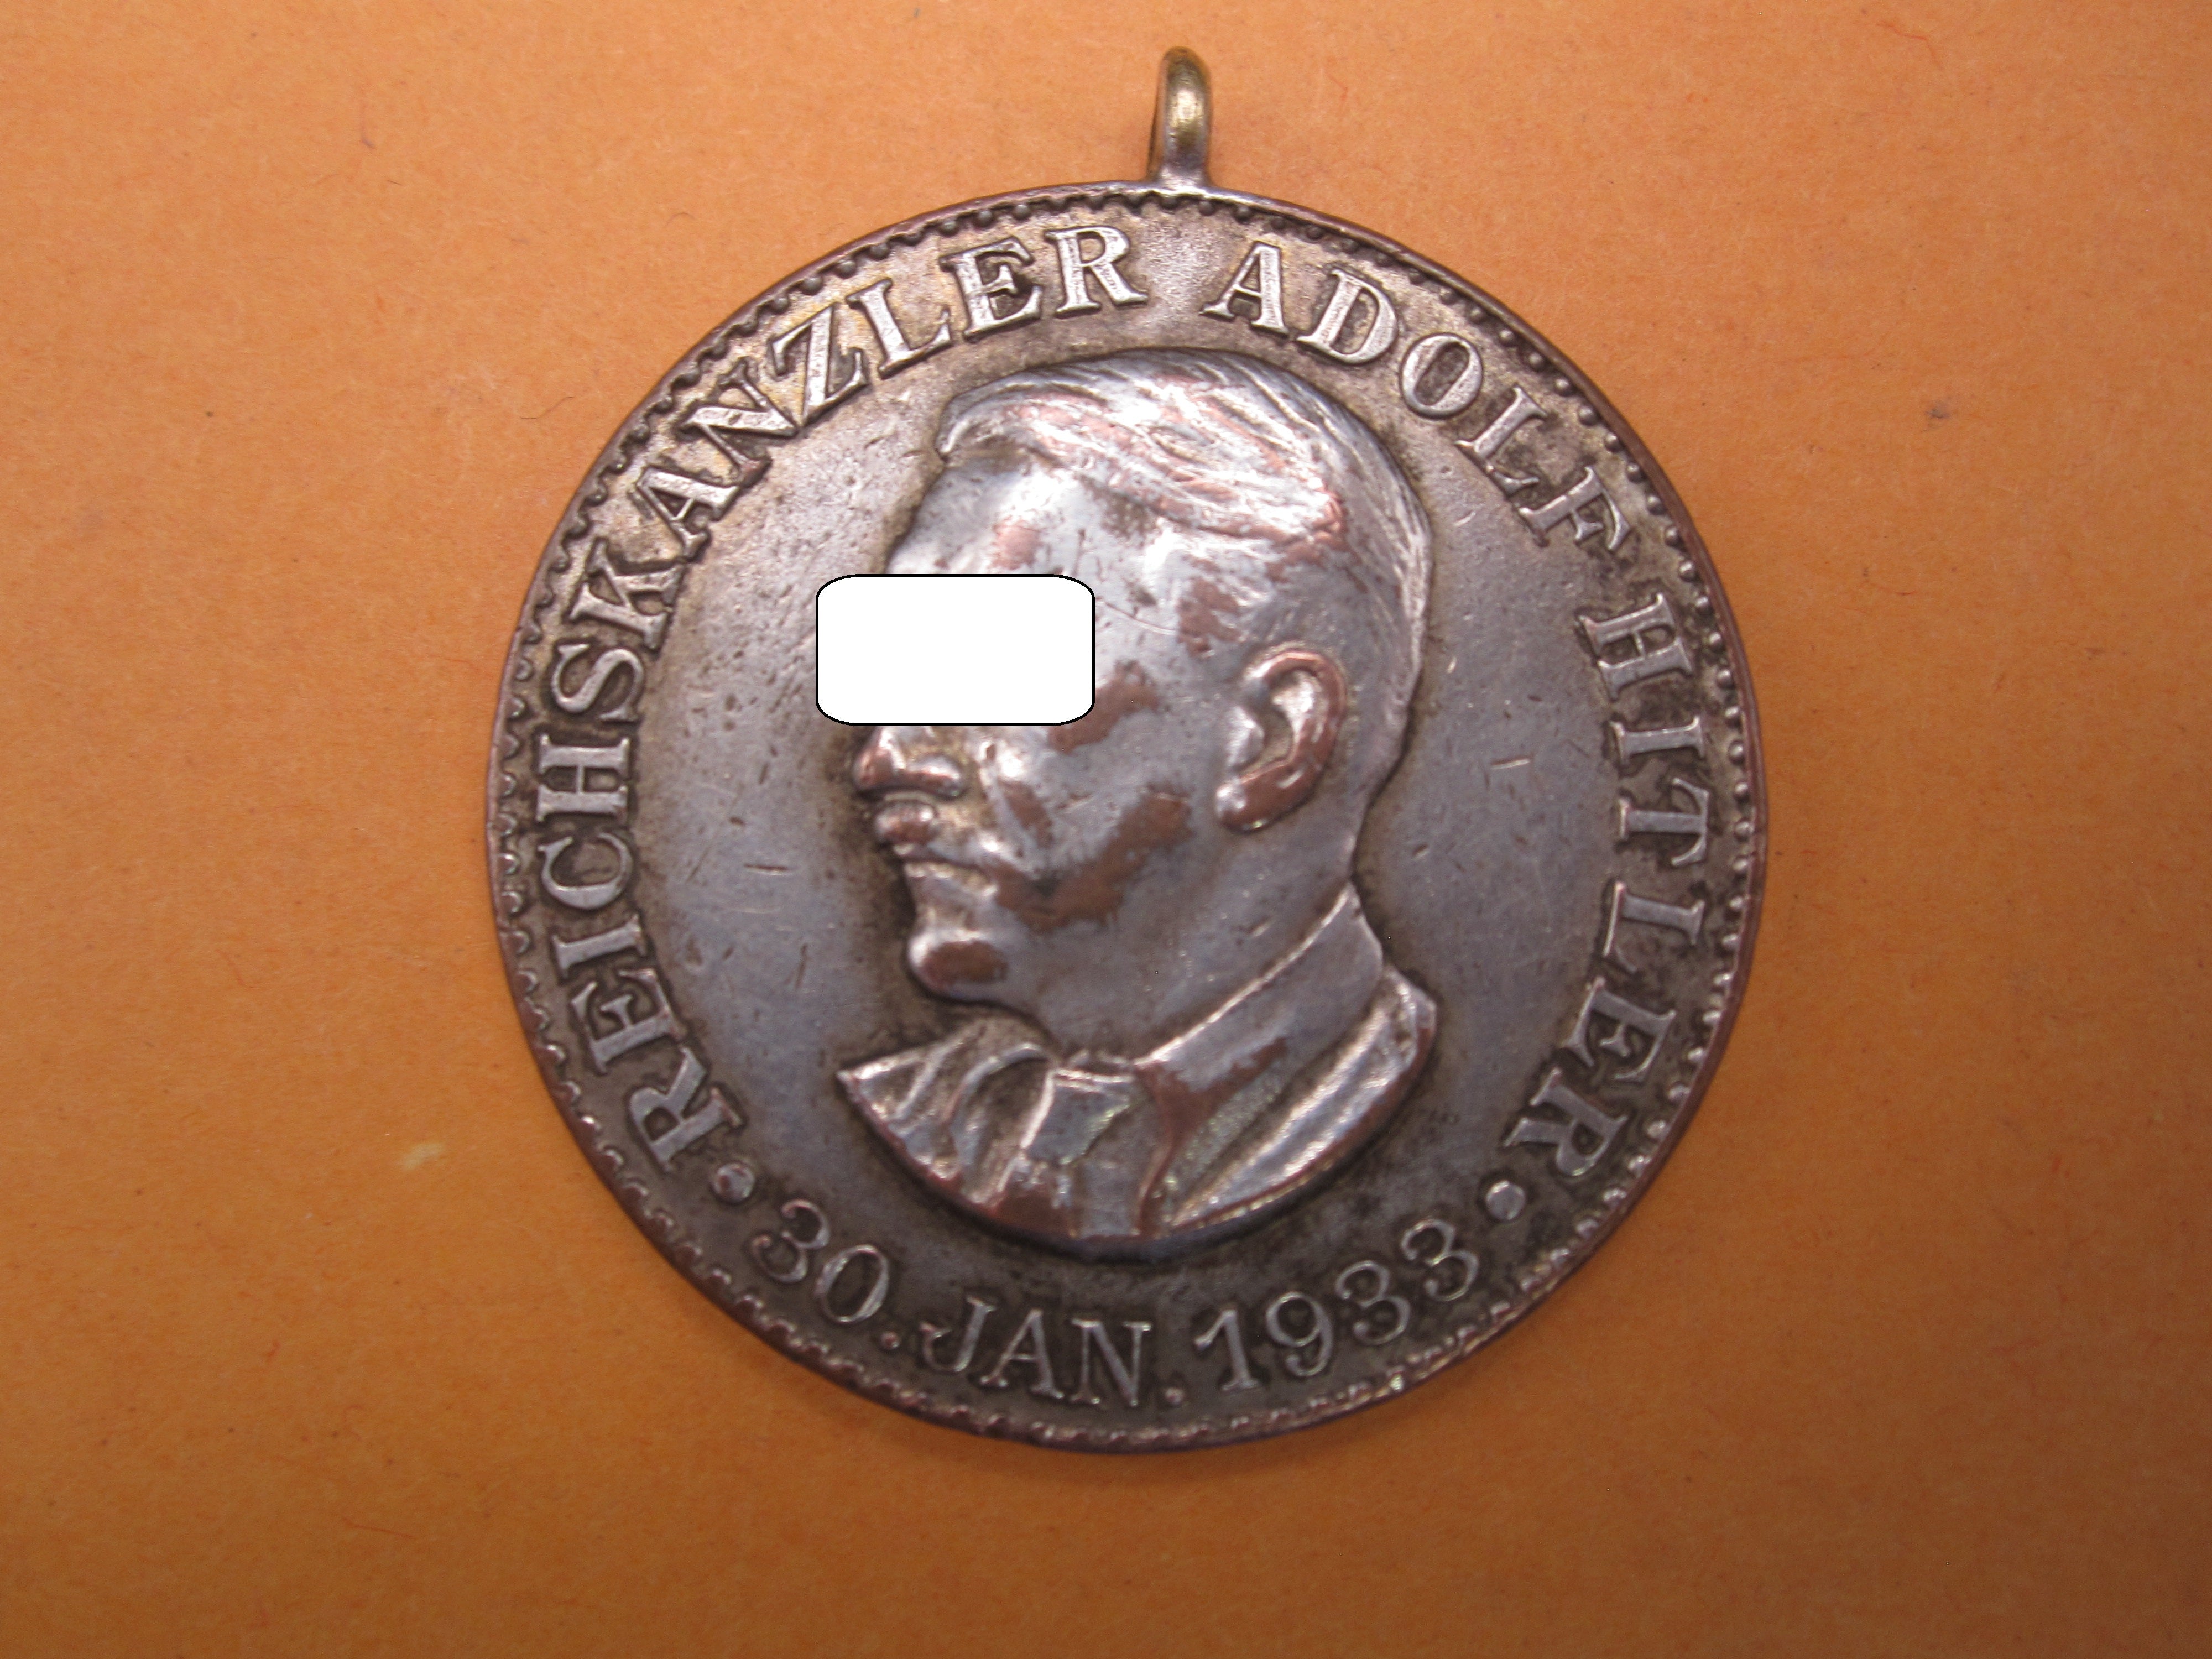 REICHSKANZLER ADOLF HITLER
• 30. JAN. 1933 •